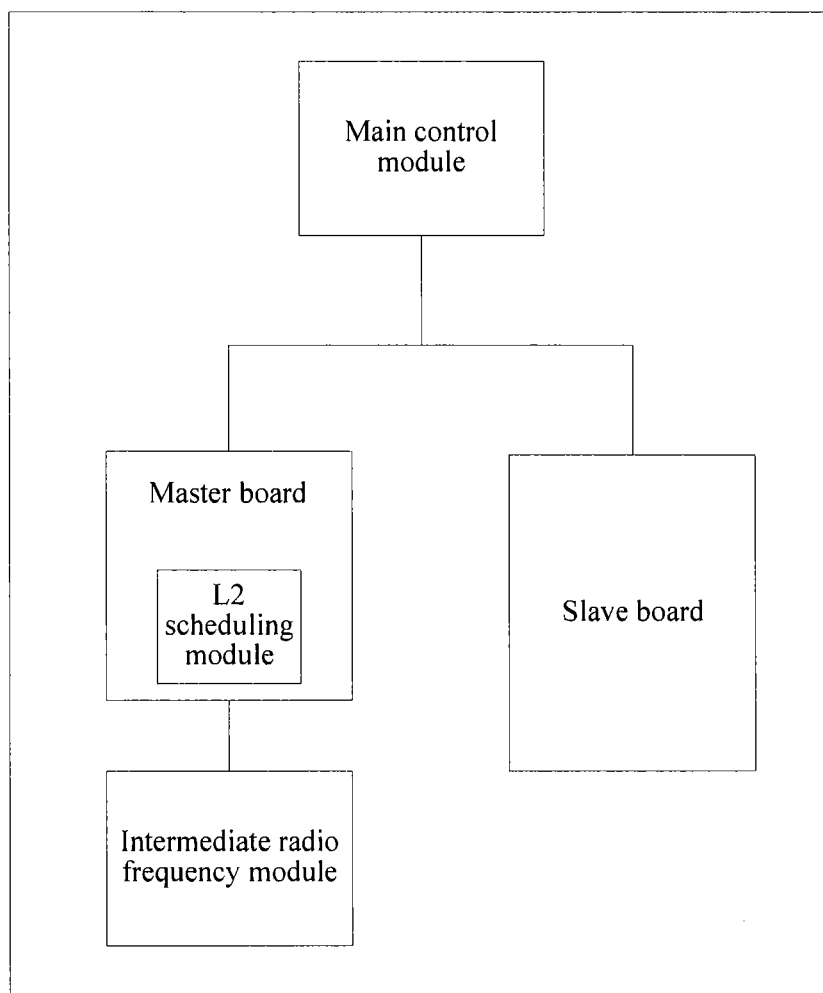 Main control
module
Master board
L2
scheduling
module
Slave board
Intermediate radio
frequency module